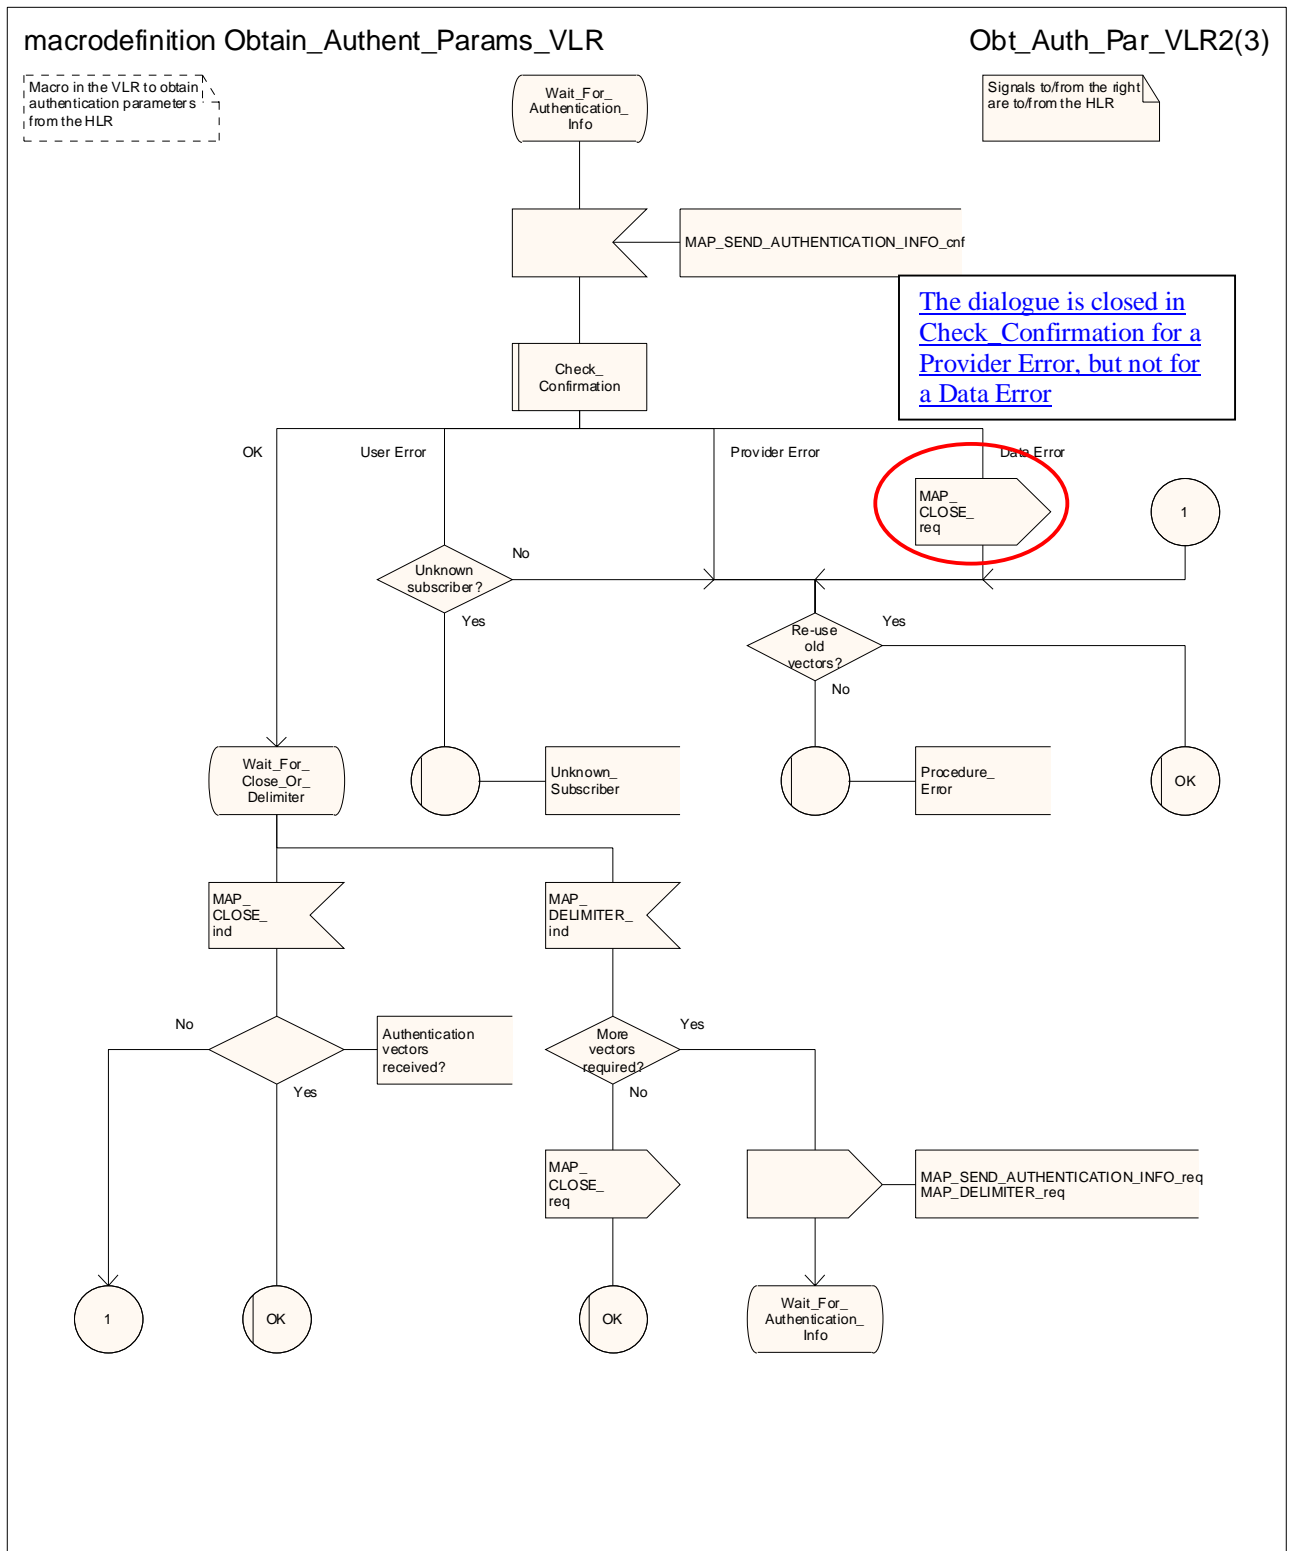 macrodefinition Obtain_Authent_Params_VLR
Obt_Auth_Par_VLR2(3)
Macro in the VLR to obtain
authentication parameters
from the HLR
Wait_For_
Authentication_
Info
Signals to/from the right
are to/from the HLR
MAP_SEND_AUTHENTICATION_INFO_cnf
The dialogue is closed in
Check_Confirmation for a
Provider Error, but not for
a Data Error
Check_
Confirmation
OK
User Error
Provider Error
Data Error
MAP_
CLOSE_
req
1
Unknown
subscriber?
No
Yes
Re-use
old
vectors?
Yes
No
Wait_For_
Close_Or_
Delimiter
Unknown_
Subscriber
Procedure_
Error
OK
MAP_
CLOSE_
ind
MAP_
DELIMITER_
ind
No
Authentication
vectors
received?
Yes
More
vectors
required?
Yes
No
MAP_
CLOSE_
req
MAP_SEND_AUTHENTICATION_INFO_req
MAP_DELIMITER_req
1
OK
OK
Wait_For_
Authentication_
Info